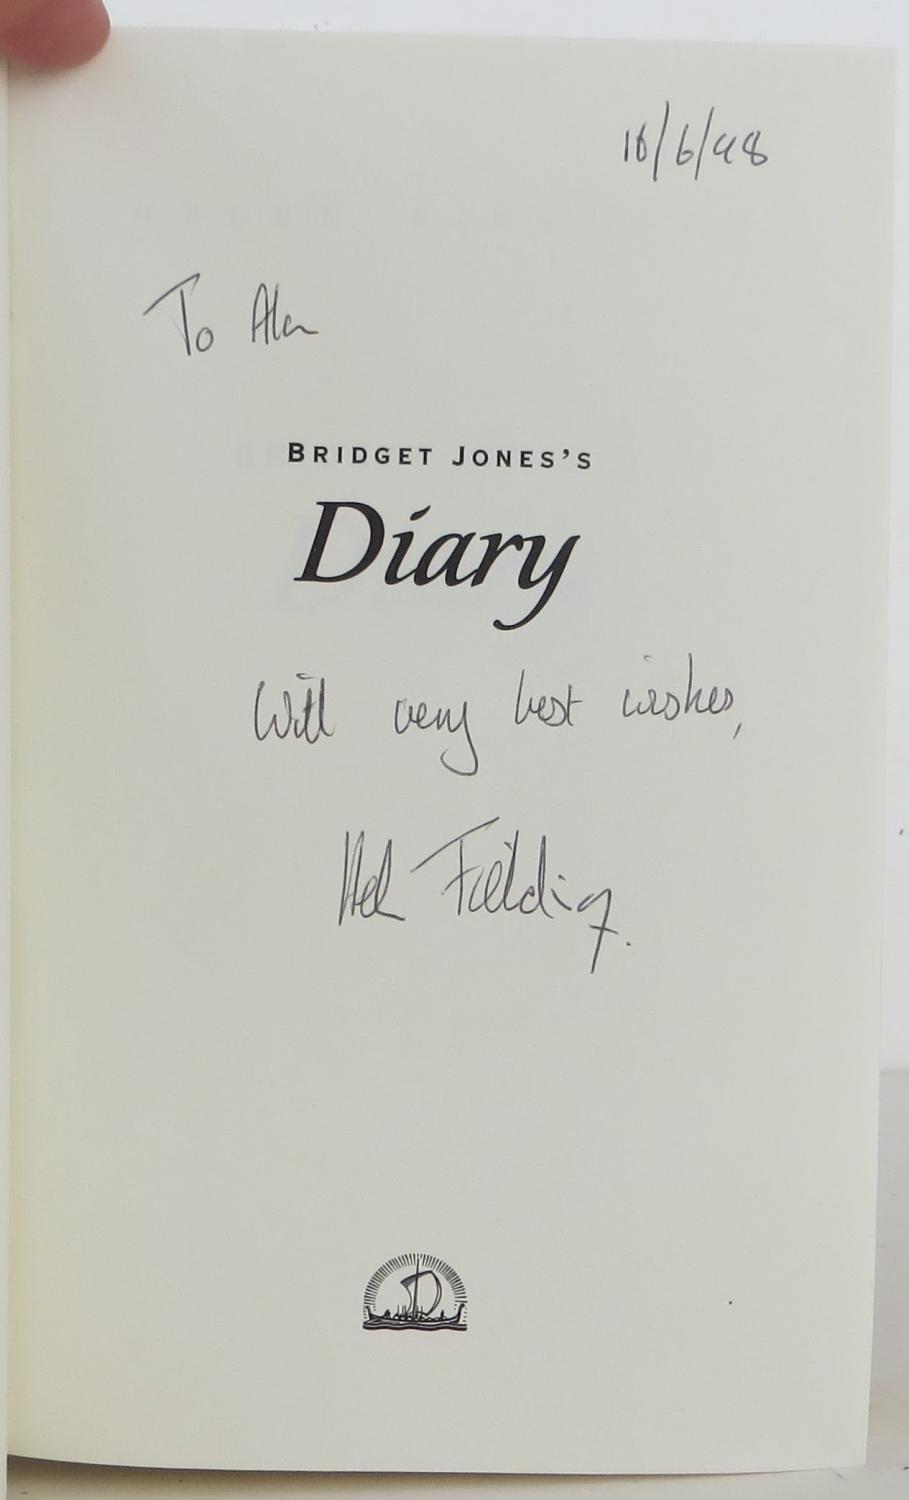 16/6/98
To Alan
BRIDGET JONES'S
Diary
With very best wishes,
Helen Fielding.